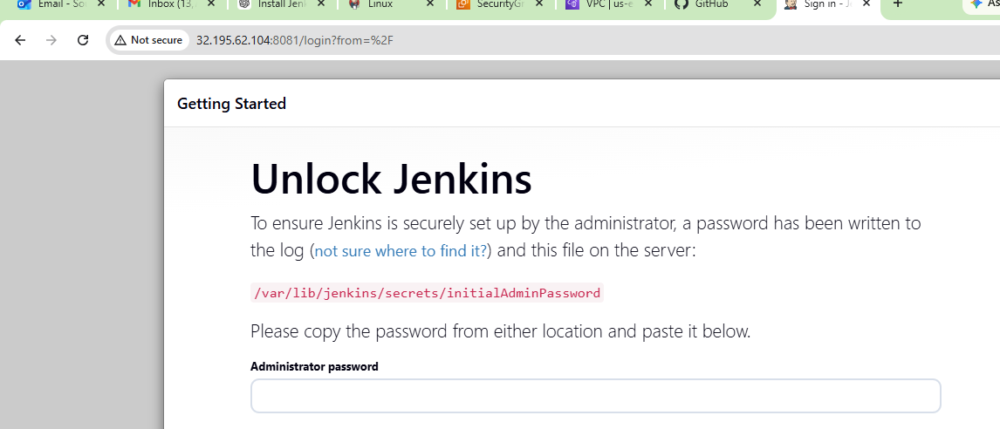 Email - So
Inbox (13,
Install Jenk
Linux
SecurityGr
VPC | us-e
GitHub
Sign in - Je
As
Not secure
32.195.62.104:8081/login?from=%2F
Getting Started
Unlock Jenkins
To ensure Jenkins is securely set up by the administrator, a password has been written to
the log (not sure where to find it?) and this file on the server:
/var/lib/jenkins/secrets/initialAdminPassword
Please copy the password from either location and paste it below.
Administrator password